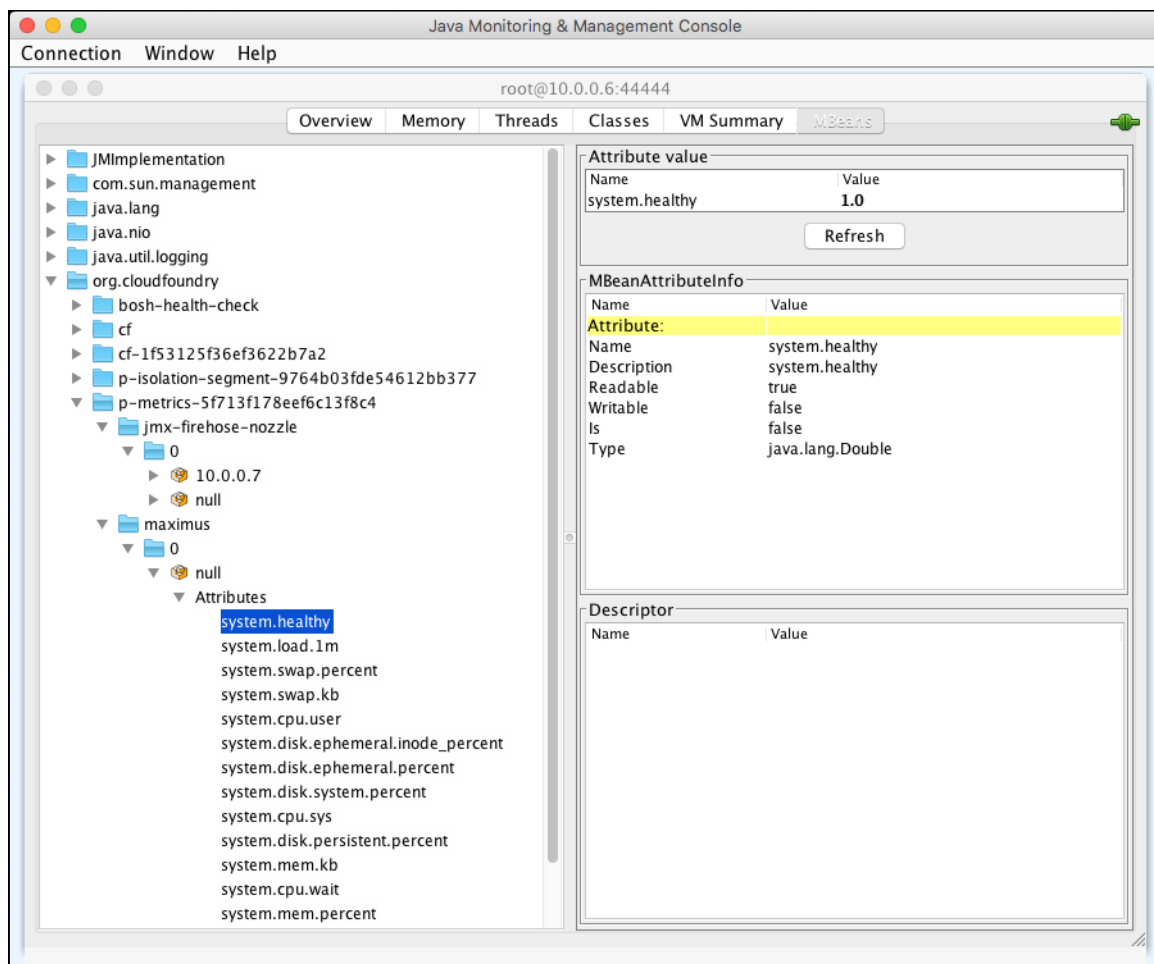 Java Monitoring & Management Console
Connection Window Help
root@10.0.0.6:44444
Overview Memory Threads Classes VM Summary MBeans
JMImplementation
com.sun.management
java.lang
java.nio
java.util.logging
org.cloudfoundry
bosh-health-check
cf
cf-1f53125f36ef3622b7a2
p-isolation-segment-9764b03fde54612bb377
p-metrics-5f713f178eef6c13f8c4
jmx-firehose-nozzle
0
10.0.0.7
null
maximus
0
null
Attributes
system.healthy
system.load.1m
system.swap.percent
system.swap.kb
system.cpu.user
system.disk.ephemeral.inode_percent
system.disk.ephemeral.percent
system.disk.system.percent
system.cpu.sys
system.disk.persistent.percent
system.mem.kb
system.cpu.wait
system.mem.percent
Attribute value
Name Value
system.healthy 1.0
Refresh
MBeanAttributeInfo
Name Value
Attribute:
Name system.healthy
Description system.healthy
Readable true
Writable false
Is false
Type java.lang.Double
Descriptor
Name Value